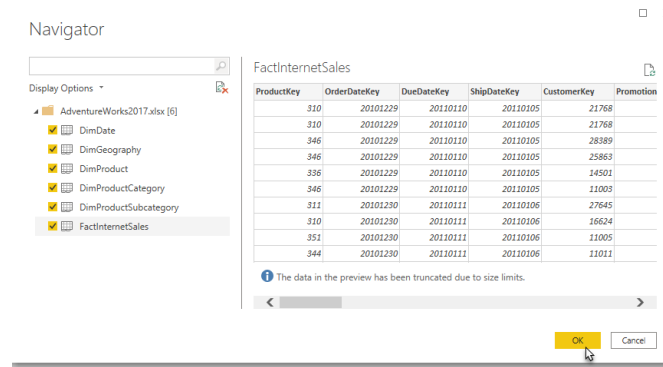 Navigator
Display Options
AdventureWorks2017.xlsx [6]
DimDate
DimGeography
DimProduct
DimProductCategory
DimProductSubcategory
FactInternetSales
FactInternetSales
ProductKey OrderDateKey DueDateKey ShipDateKey CustomerKey Promotion
310 20101229 20110110 20110105 21768
310 20101229 20110110 20110105 21768
346 20101229 20110110 20110105 28389
346 20101229 20110110 20110105 25863
336 20101229 20110110 20110105 14501
346 20101229 20110110 20110105 11003
311 20101230 20110111 20110106 27645
310 20101230 20110111 20110106 16624
351 20101230 20110111 20110106 11005
344 20101230 20110111 20110106 11011
The data in the preview has been truncated due to size limits.
OK Cancel